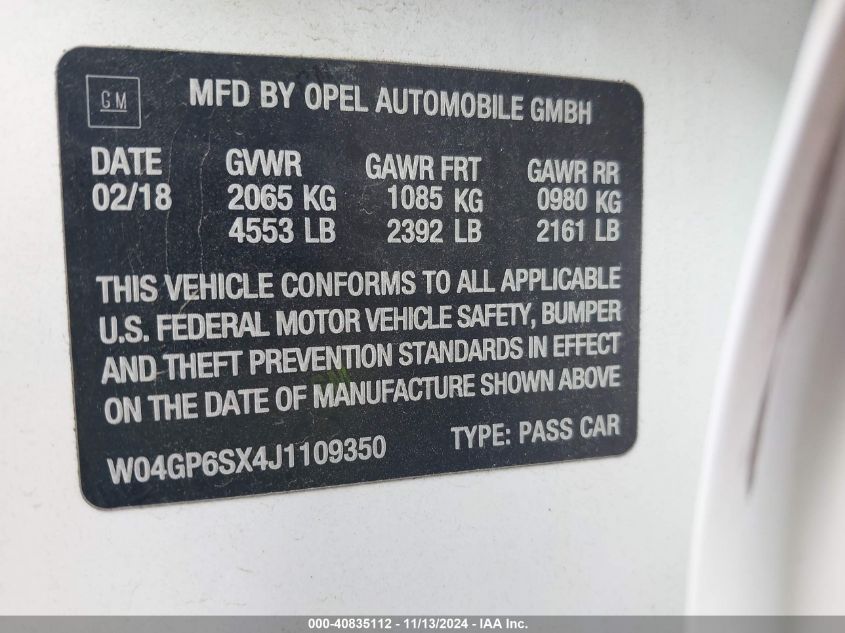 GM
MFD BY OPEL AUTOMOBILE GMBH
DATE GVWR GAWR FRT GAWR RR
02/18 2065 KG 1085 KG 0980 KG
4553 LB 2392 LB 2161 LB
THIS VEHICLE CONFORMS TO ALL APPLICABLE
U.S. FEDERAL MOTOR VEHICLE SAFETY, BUMPER
AND THEFT PREVENTION STANDARDS IN EFFECT
ON THE DATE OF MANUFACTURE SHOWN ABOVE
W04GP6SX4J1109350 TYPE: PASS CAR
000-40835112 - 11/13/2024 - IAA Inc.